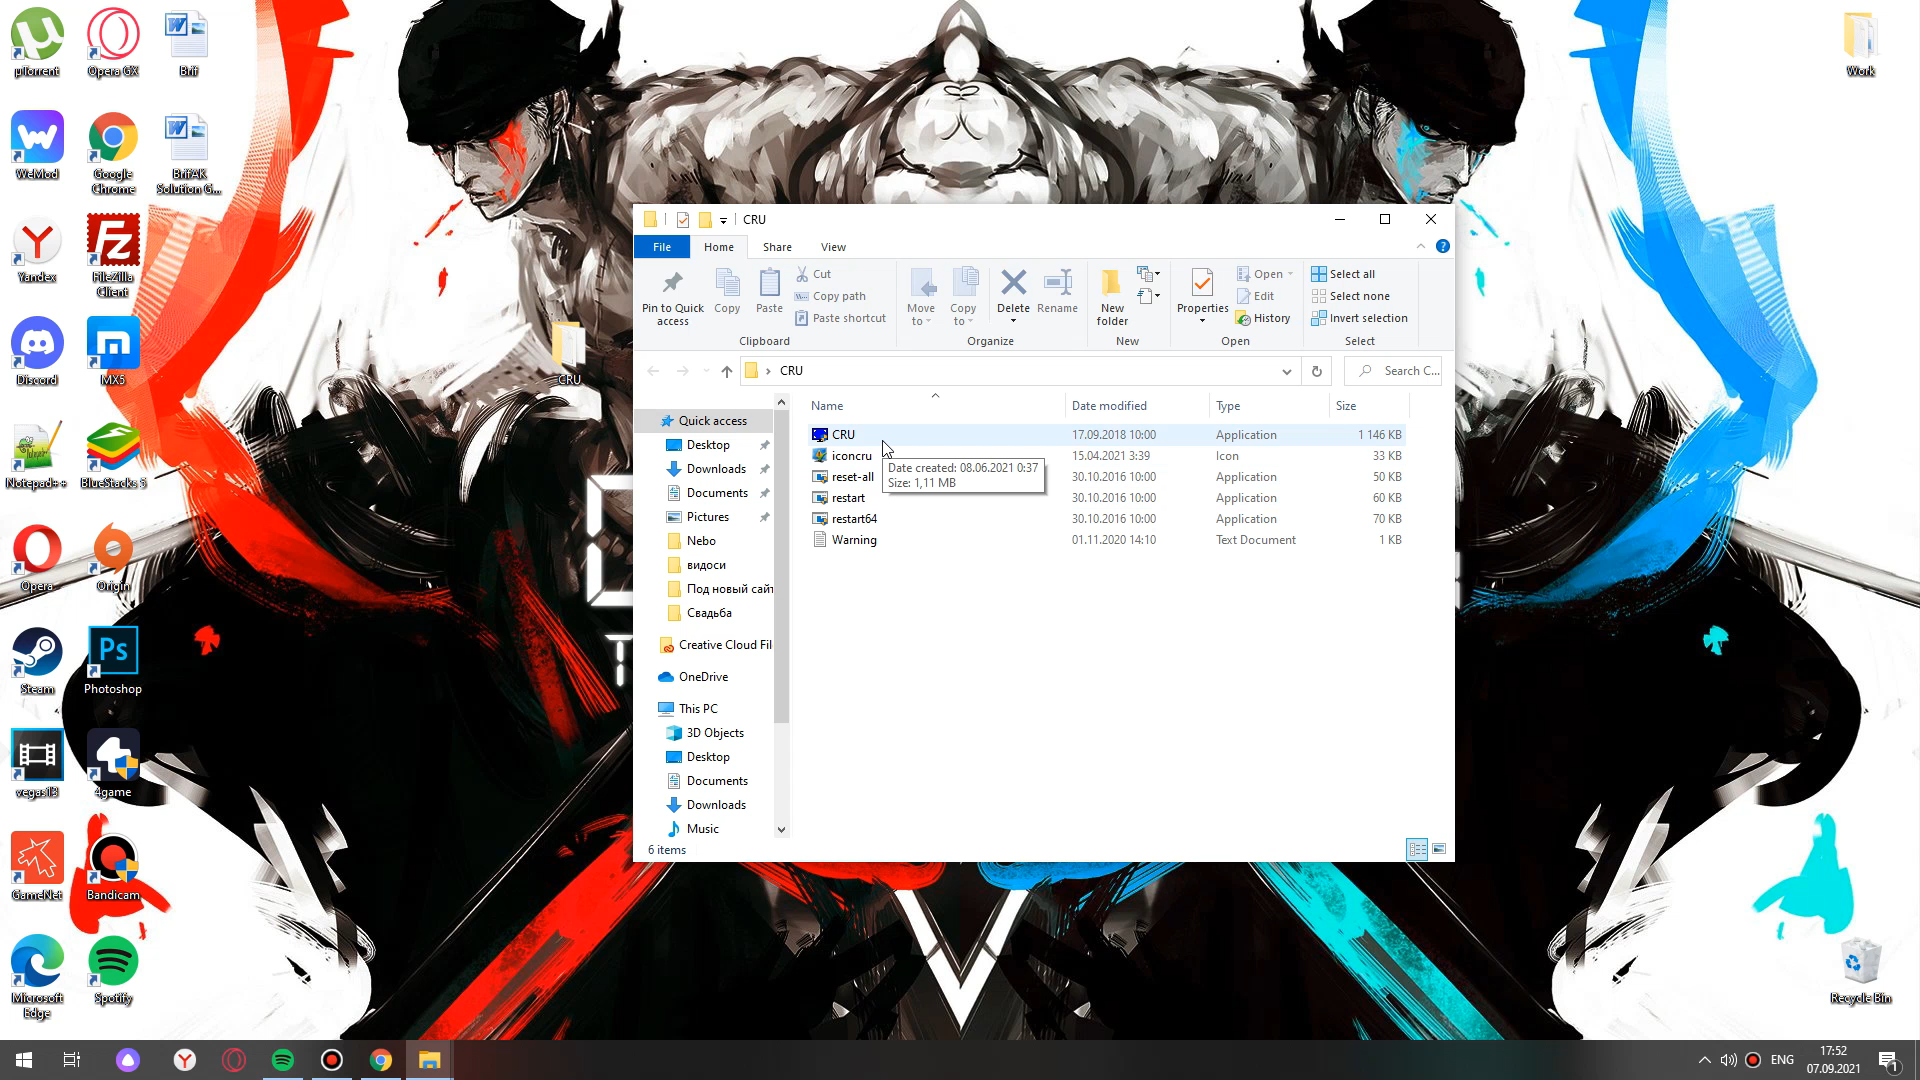 µTorrent
Opera GX
Brif
WeMod
Google
Chrome
BrifAK
Solution G...
Yandex
FileZilla
Client
Discord
MX5
Notepad++
BlueStacks 5
Opera
Origin
Steam
Ps
Photoshop
vegas13
4game
GameNet
Bandicam
Microsoft
Edge
Spotify
CRU
Work
Recycle Bin
CRU
File
Home
Share
View
Pin to Quick
access
Copy
Paste
Cut
Copy path
Paste shortcut
Clipboard
Move
to
Copy
to
Delete
Rename
Organize
New
folder
New
Properties
Open
Edit
History
Open
Select all
Select none
Invert selection
Select
CRU
Search C...
Name
Date modified
Type
Size
Quick access
Desktop
Downloads
Documents
Pictures
Nebo
видоси
Под новый сайт
Свадьба
Creative Cloud Fil
OneDrive
This PC
3D Objects
Desktop
Documents
Downloads
Music
CRU 17.09.2018 10:00 Application 1 146 KB
iconcru 15.04.2021 3:39 Icon 33 KB
reset-all 30.10.2016 10:00 Application 50 KB
restart 30.10.2016 10:00 Application 60 KB
restart64 30.10.2016 10:00 Application 70 KB
Warning 01.11.2020 14:10 Text Document 1 KB
Date created: 08.06.2021 0:37
Size: 1,11 MB
6 items
ENG
17:52
07.09.2021
1